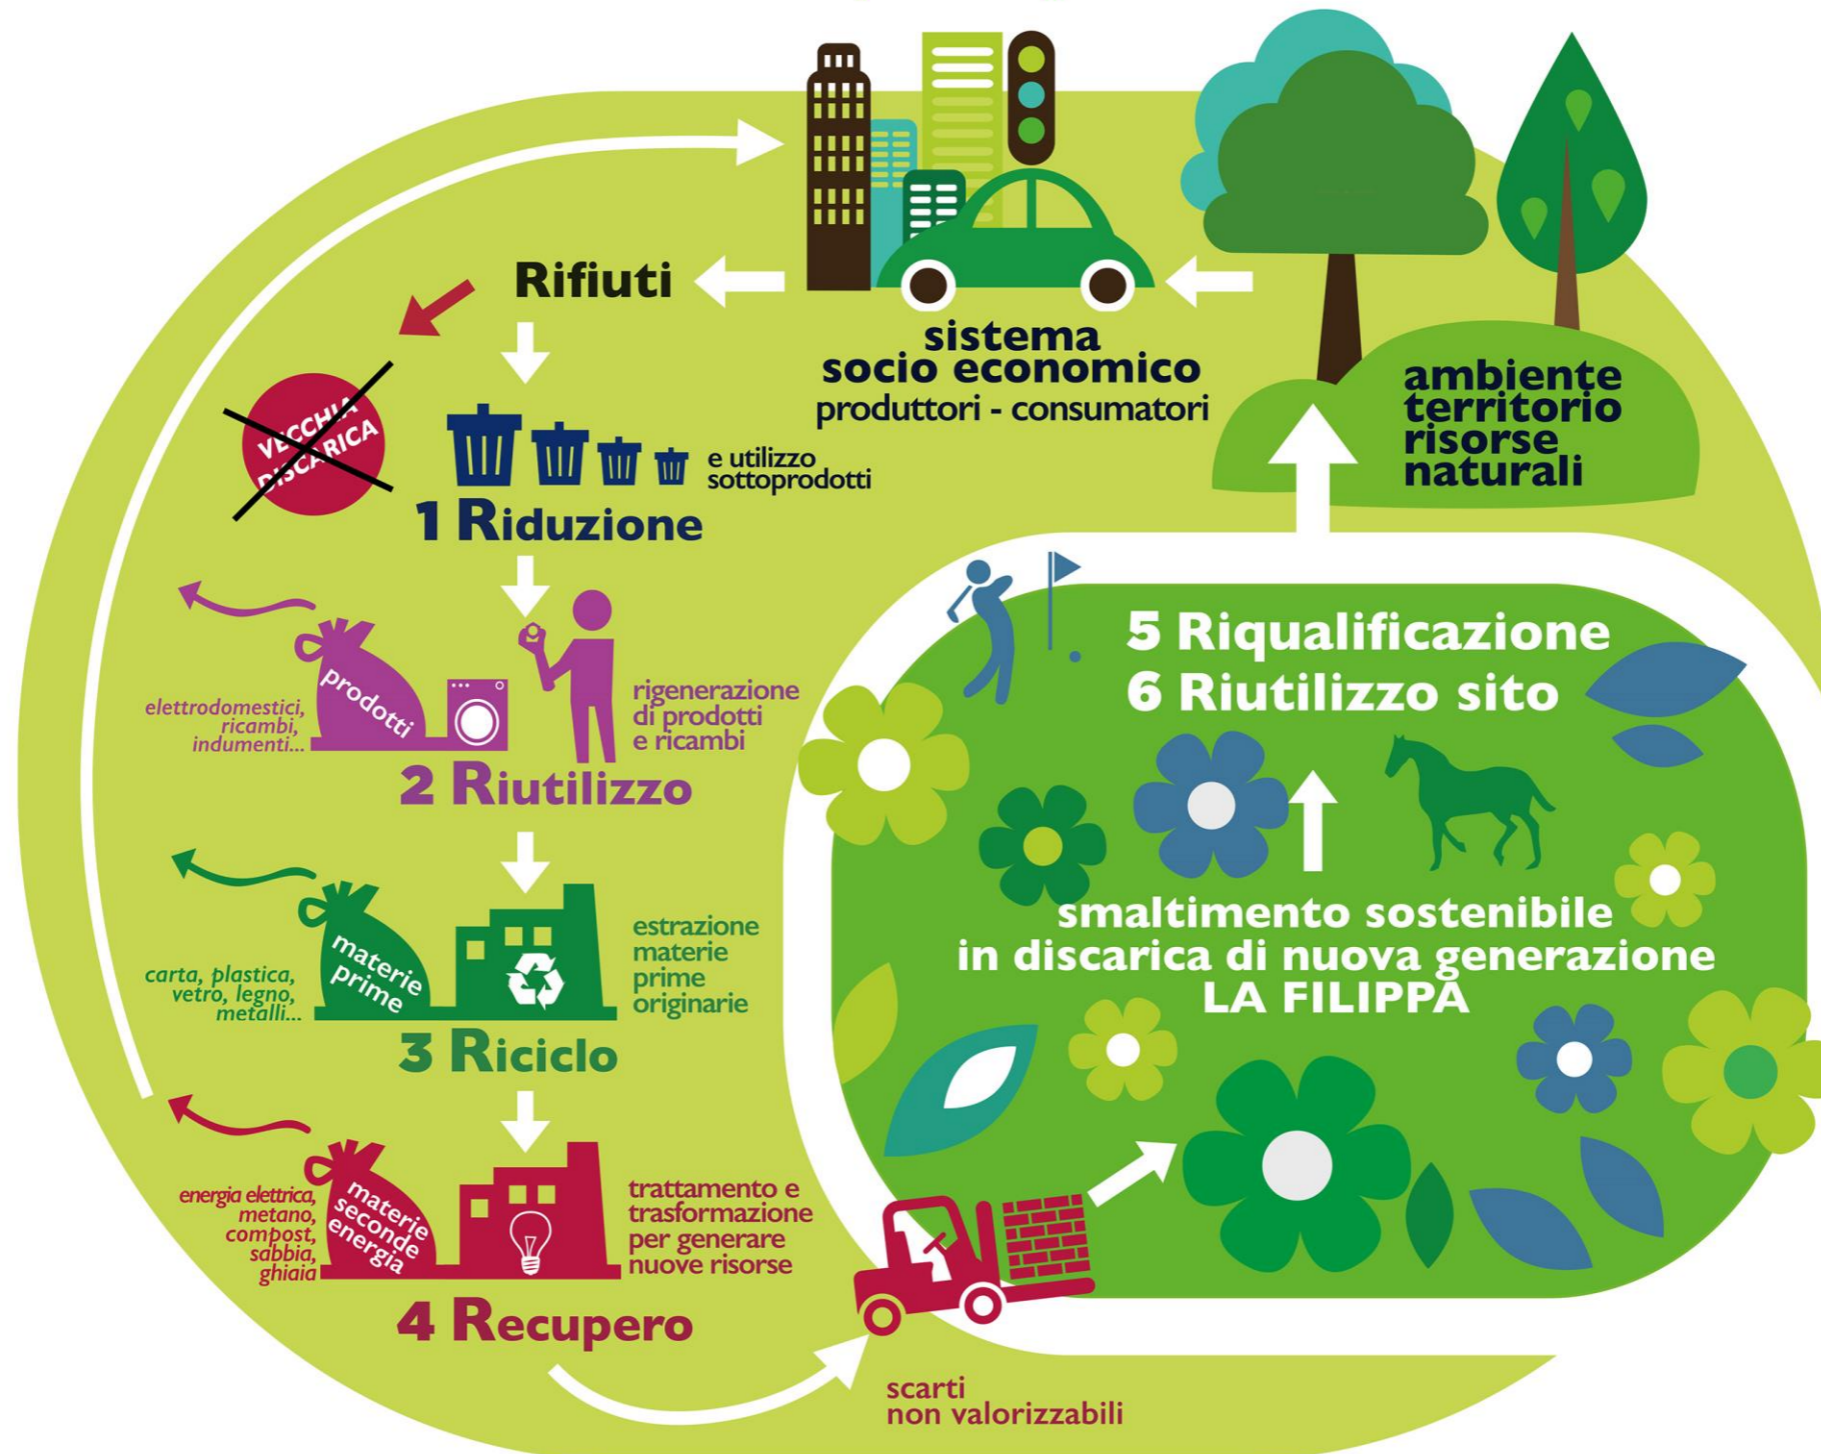 Rifiuti
sistema
socio economico
produttori - consumatori
ambiente
territorio
risorse
naturali
VECCHIA
DISCARICA
e utilizzo
sottoprodotti
1 Riduzione
prodotti
elettrodomestici,
ricambi,
indumenti...
rigenerazione
di prodotti
e ricambi
2 Riutilizzo
materie
prime
carta, plastica,
vetro, legno,
metalli...
estrazione
materie
prime
originarie
3 Riciclo
materie
seconde
energia
energia elettrica,
metano,
compost,
sabbia,
ghiaia
trattamento e
trasformazione
per generare
nuove risorse
4 Recupero
scarti
non valorizzabili
5 Riqualificazione
6 Riutilizzo sito
smaltimento sostenibile
in discarica di nuova generazione
LA FILIPPA